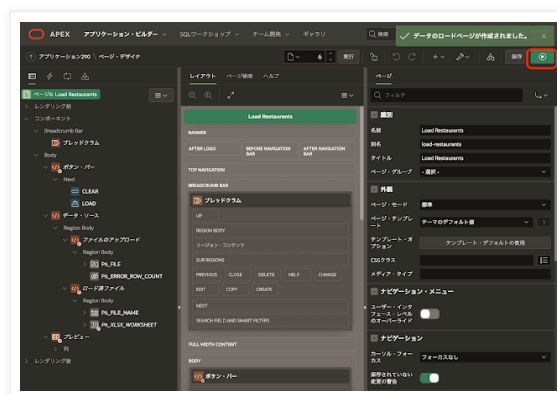 APEX アプリケーション・ビルダー SQLワークショップ チーム開発 ギャラリ 検索
データのロードページが作成されました。
アプリケーション290 \ ページ・デザイナ 6 実行 保存
ページ6: Load Restaurants
レンダリング前
コンポーネント
Breadcrumb Bar
ブレッドクラム
Body
ボタン・バー
Next
CLEAR
LOAD
データ・ソース
ファイルのアップロード
Region Body
P6_FILE
P6_ERROR_ROW_COUNT
ロード済ファイル
Region Body
P6_FILE_NAME
P6_XLSX_WORKSHEET
プレビュー
列
レンダリング後
レイアウト ページ検索 ヘルプ
Load Restaurants
BANNER
AFTER LOGO BEFORE NAVIGATION BAR AFTER NAVIGATION BAR
TOP NAVIGATION
BREADCRUMB BAR
ブレッドクラム
UP
REGION BODY
リージョン・コンテンツ
SUB REGIONS
PREVIOUS CLOSE DELETE HELP CHANGE
EDIT COPY CREATE
NEXT
SEARCH FIELD AND SMART FILTERS
FULL WIDTH CONTENT
BODY
ボタン・バー
ページ
フィルタ
識別
名前 Load Restaurants
別名 load-restaurants
タイトル Load Restaurants
ページ・グループ - 選択 -
外観
ページ・モード 標準
ページ・テンプレート テーマのデフォルト値
テンプレート・オプション テンプレート・デフォルトの使用
CSSクラス
メディア・タイプ
ナビゲーション・メニュー
ユーザー・インタフェース・レベルのオーバーライド
ナビゲーション
カーソル・フォーカス フォーカスなし
保存されていない変更の警告